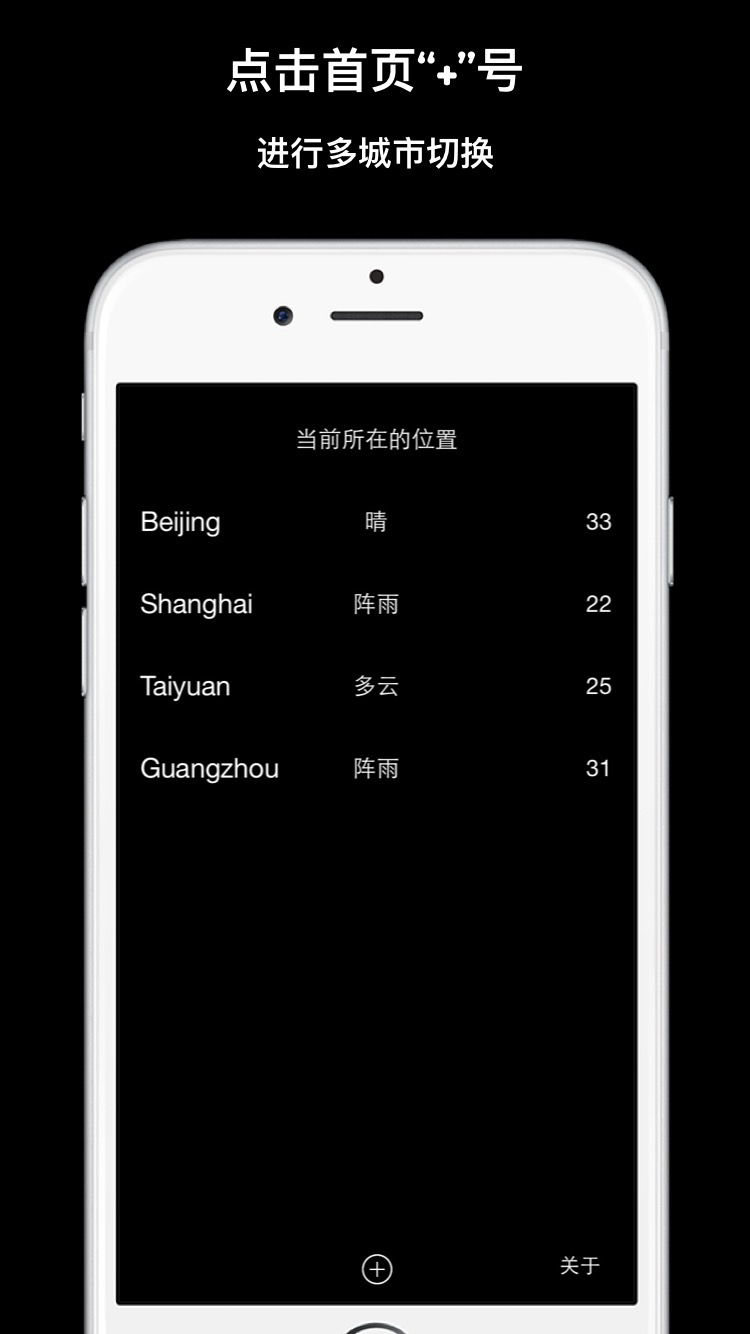 点击首页“+”号
进行多城市切换
当前所在的位置
Beijing 晴 33
Shanghai 阵雨 22
Taiyuan 多云 25
Guangzhou 阵雨 31
关于